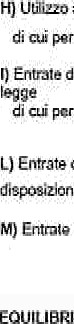 H) Utilizzo
di cui per
I) Entrate d
legge
di cui per
L) Entrate
disposizion
M) Entrate
EQUILIBRI